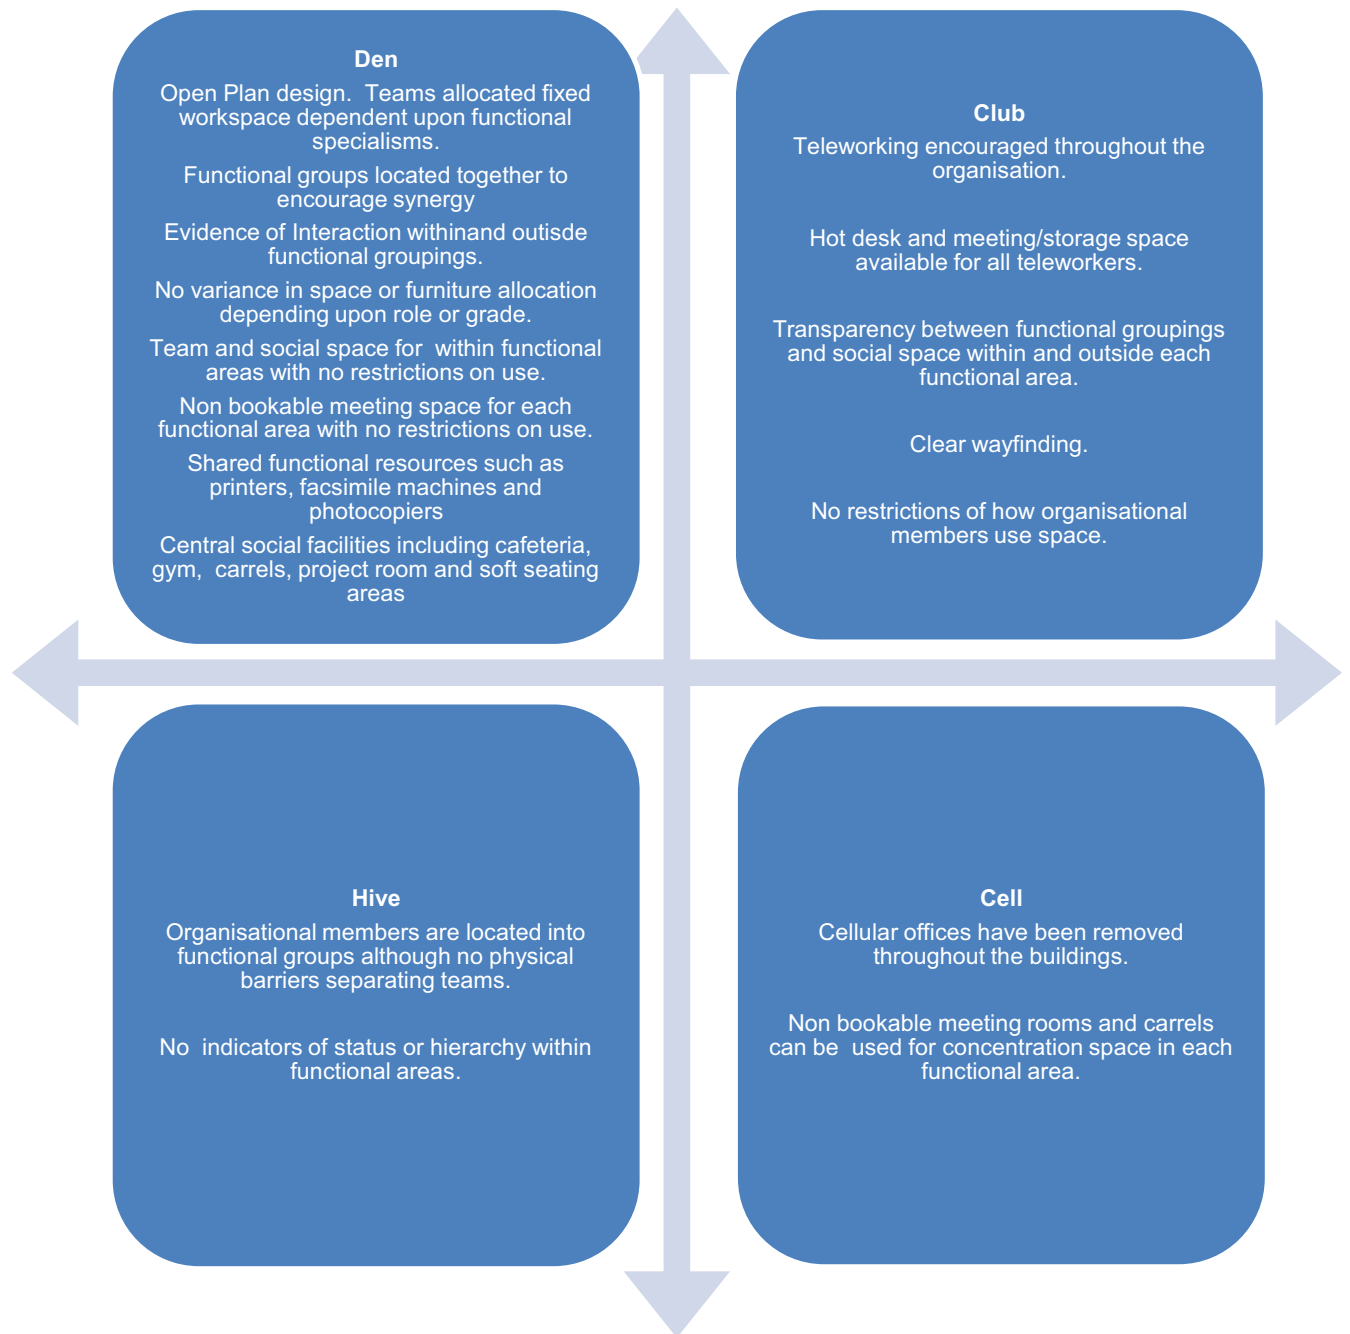 Den
Open Plan design.  Teams allocated fixed
workspace dependent upon functional
specialisms.
Functional groups located together to
encourage synergy
Evidence of Interaction withinand outisde
functional groupings.
No variance in space or furniture allocation
depending upon role or grade.
Team and social space for  within functional
areas with no restrictions on use.
Non bookable meeting space for each
functional area with no restrictions on use.
Shared functional resources such as
printers, facsimile machines and
photocopiers
Central social facilities including cafeteria,
gym,  carrels, project room and soft seating
areas
Club
Teleworking encouraged throughout the
organisation.
Hot desk and meeting/storage space
available for all teleworkers.
Transparency between functional groupings
and social space within and outside each
functional area.
Clear wayfinding.
No restrictions of how organisational
members use space.
Hive
Organisational members are located into
functional groups although no physical
barriers separating teams.
No  indicators of status or hierarchy within
functional areas.
Cell
Cellular offices have been removed
throughout the buildings.
Non bookable meeting rooms and carrels
can be  used for concentration space in each
functional area.